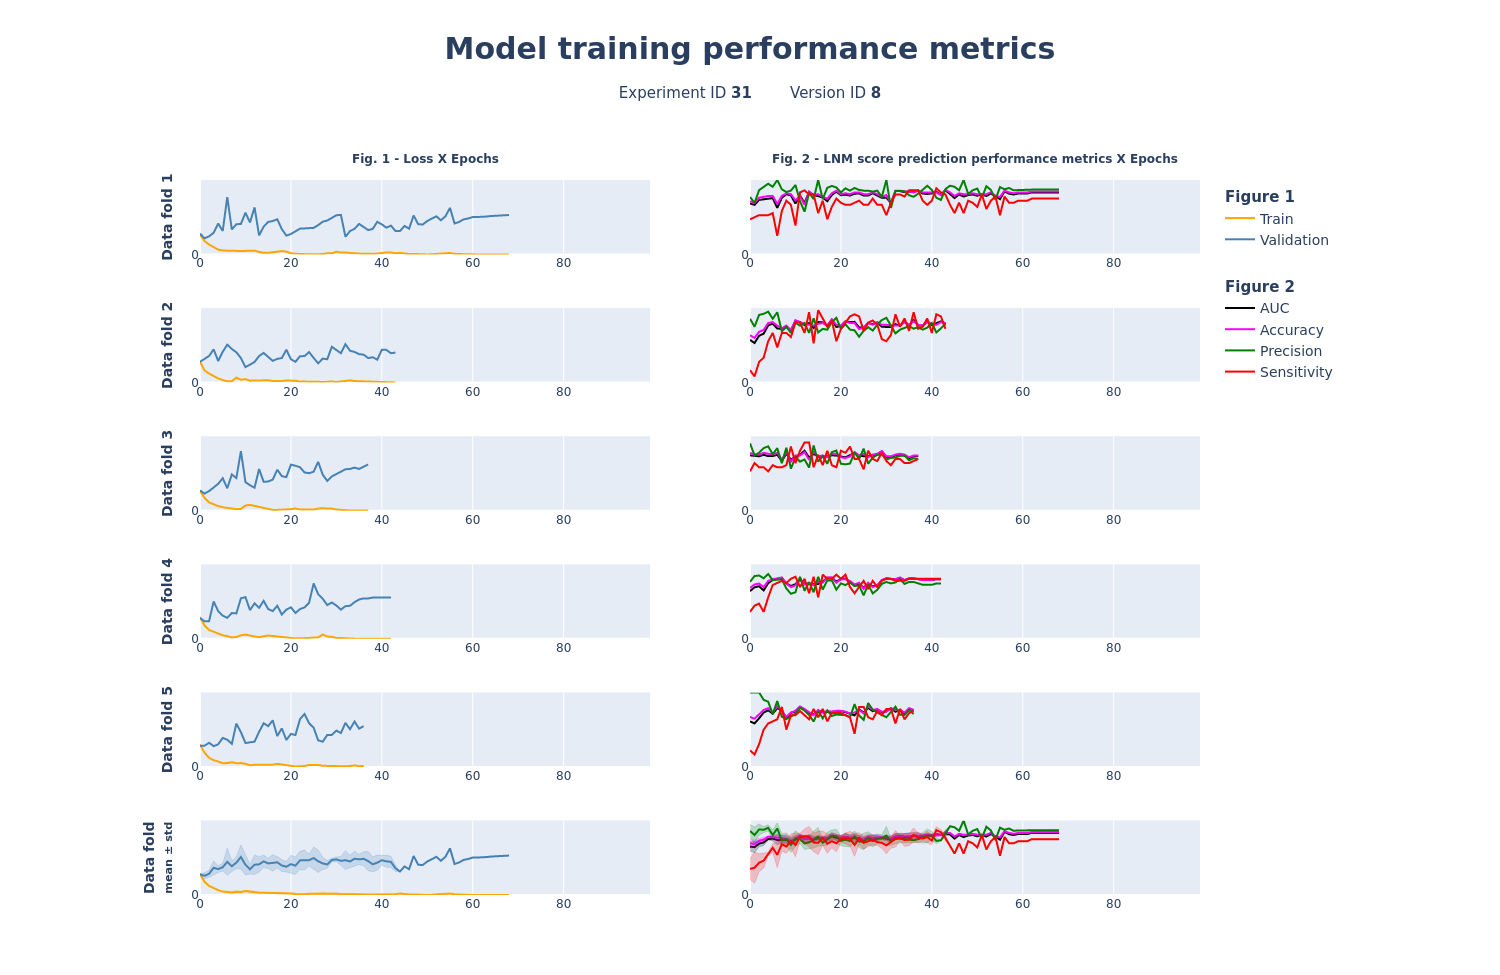 Model training performance metrics
Experiment ID 31 Version ID 8
Fig. 1 - Loss X Epochs
Fig. 2 - LNM score prediction performance metrics X Epochs
Data fold 1
0
0 20 40 60 80
0
0 20 40 60 80
Figure 1
Train
Validation
Figure 2
AUC
Accuracy
Precision
Sensitivity
Data fold 2
0
0 20 40 60 80
0
0 20 40 60 80
Data fold 3
0
0 20 40 60 80
0
0 20 40 60 80
Data fold 4
0
0 20 40 60 80
0
0 20 40 60 80
Data fold 5
0
0 20 40 60 80
0
0 20 40 60 80
Data fold
mean ± std
0
0 20 40 60 80
0
0 20 40 60 80